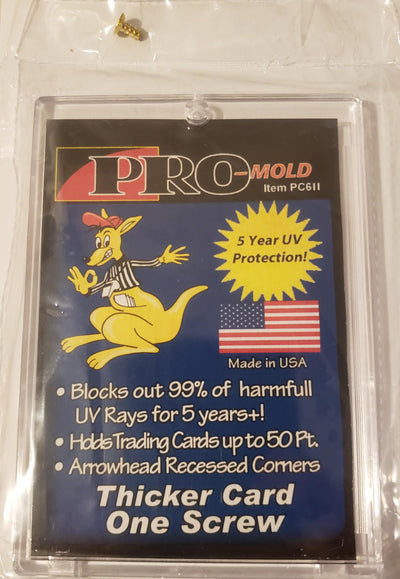 PRO-MOLD
Item PC6II
5 Year UV
Protection!
Made in USA
• Blocks out 99% of harmfull
UV Rays for 5 years+!
• Holds Trading Cards up to 50 Pt.
• Arrowhead Recessed Corners
Thicker Card
One Screw